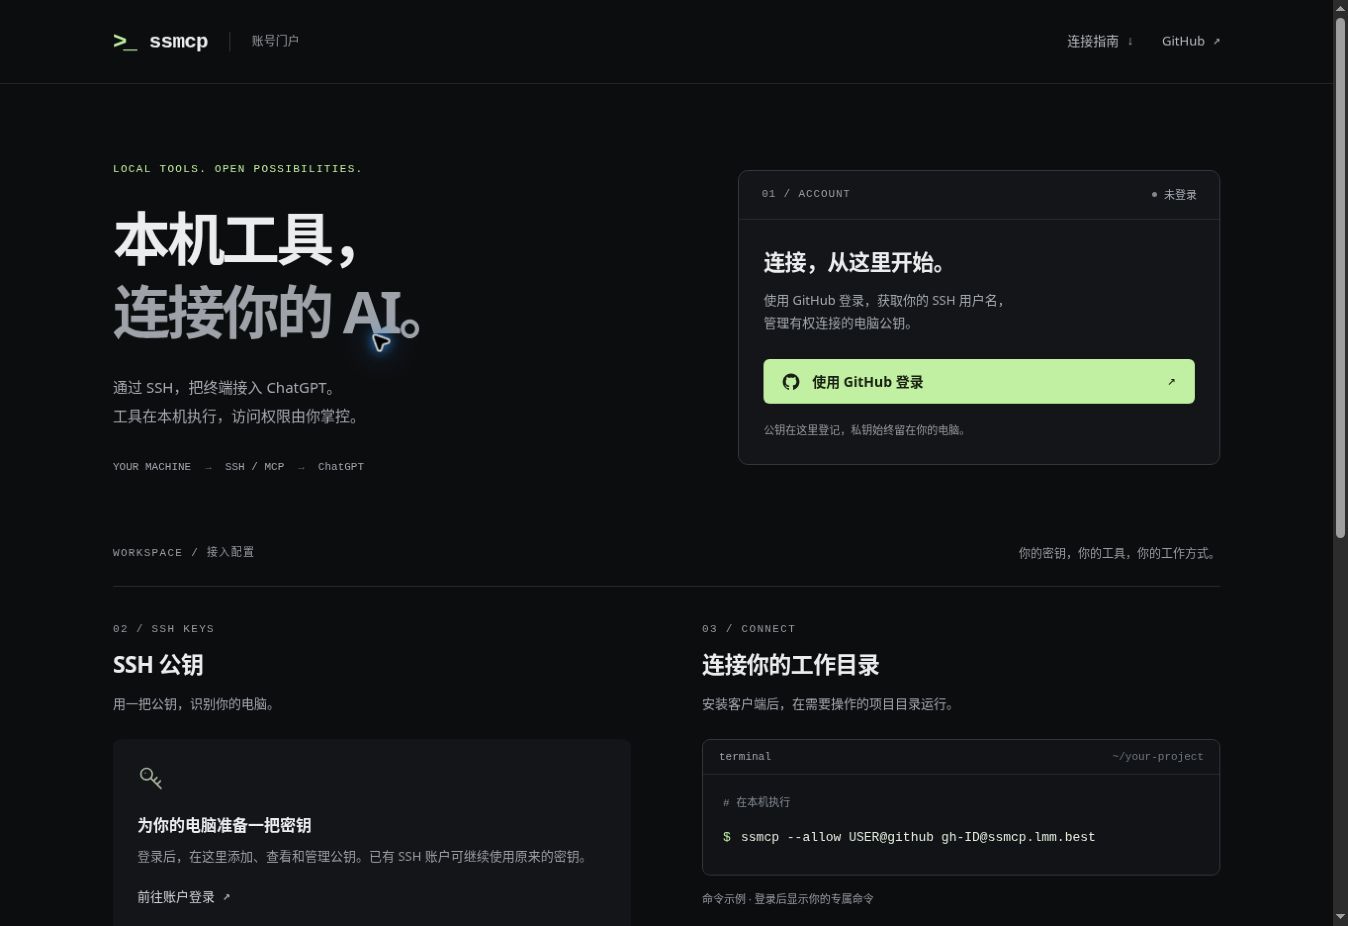 >_ ssmcp
账号门户
连接指南 ↓
GitHub ↗
LOCAL TOOLS. OPEN POSSIBILITIES.
本机工具，
连接你的 AI。
通过 SSH，把终端接入 ChatGPT。
工具在本机执行，访问权限由你掌控。
YOUR MACHINE → SSH / MCP → ChatGPT
01 / ACCOUNT
未登录
连接，从这里开始。
使用 GitHub 登录，获取你的 SSH 用户名，
管理有权连接的电脑公钥。
使用 GitHub 登录 ↗
公钥在这里登记，私钥始终留在你的电脑。
WORKSPACE / 接入配置
你的密钥，你的工具，你的工作方式。
02 / SSH KEYS
SSH 公钥
用一把公钥，识别你的电脑。
为你的电脑准备一把密钥
登录后，在这里添加、查看和管理公钥。已有 SSH 账户可继续使用原来的密钥。
前往账户登录 ↗
03 / CONNECT
连接你的工作目录
安装客户端后，在需要操作的项目目录运行。
terminal
~/your-project
# 在本机执行
$ ssmcp --allow USER@github gh-ID@ssmcp.lmm.best
命令示例 · 登录后显示你的专属命令